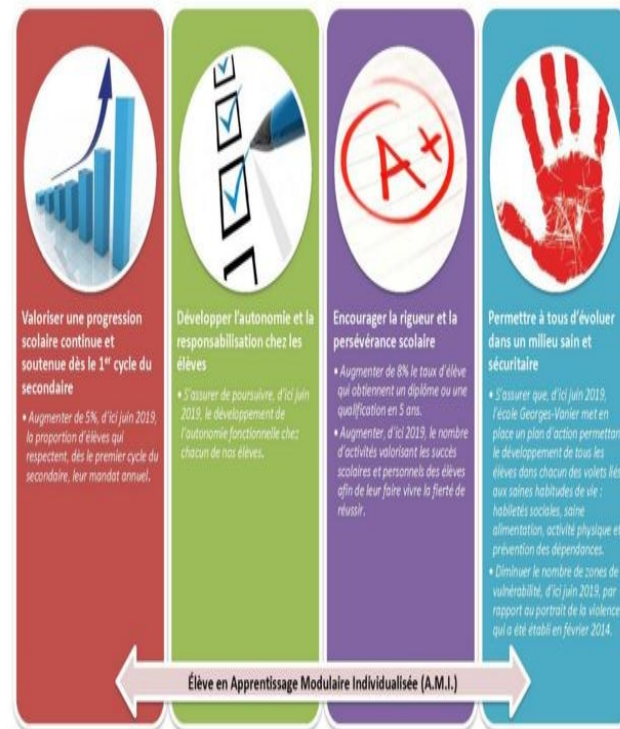 Valoriser une progression
scolaire continue et
soutenue dès le 1er cycle du
secondaire
• Augmenter de 5%, d'ici juin 2019,
la proportion d'élèves qui
respectent, dès le premier cycle du
secondaire, leur mandat annuel.
Développer l'autonomie et la
responsabilisation chez les
élèves
• S'assurer de poursuivre, d'ici juin
2019, le développement de
l'autonomie fonctionnelle chez
chacun de nos élèves.
A+
Encourager la rigueur et la
persévérance scolaire
• Augmenter de 8% le taux d'élève
qui obtiennent un diplôme ou une
qualification en 5 ans.
• Augmenter, d'ici 2019, le nombre
d'activités valorisant les succès
scolaires et personnels des élèves
afin de leur faire vivre la fierté de
réussir.
Permettre à tous d'évoluer
dans un milieu sain et
sécuritaire
• S'assurer que, d'ici juin 2019,
l'école Georges-Vanier met en
place un plan d'action permettant
le développement de tous les
élèves dans chacun des volets liés
aux saines habitudes de vie :
habiletés sociales, saine
alimentation, activité physique et
prévention des dépendances.
• Diminuer le nombre de zones de
vulnérabilité, d'ici juin 2019, par
rapport au portrait de la violence
qui a été établi en février 2014.
Élève en Apprentissage Modulaire Individualisée (A.M.I.)